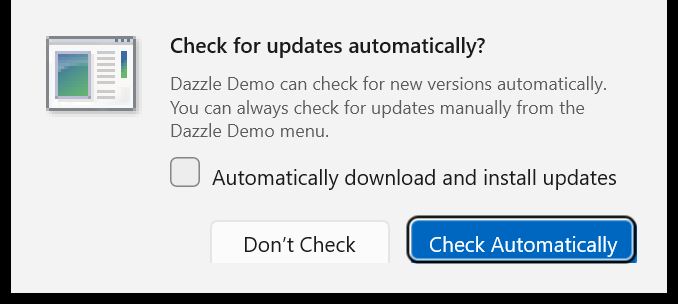 Check for updates automatically?
Dazzle Demo can check for new versions automatically.
You can always check for updates manually from the
Dazzle Demo menu.
Automatically download and install updates
Don’t Check
Check Automatically